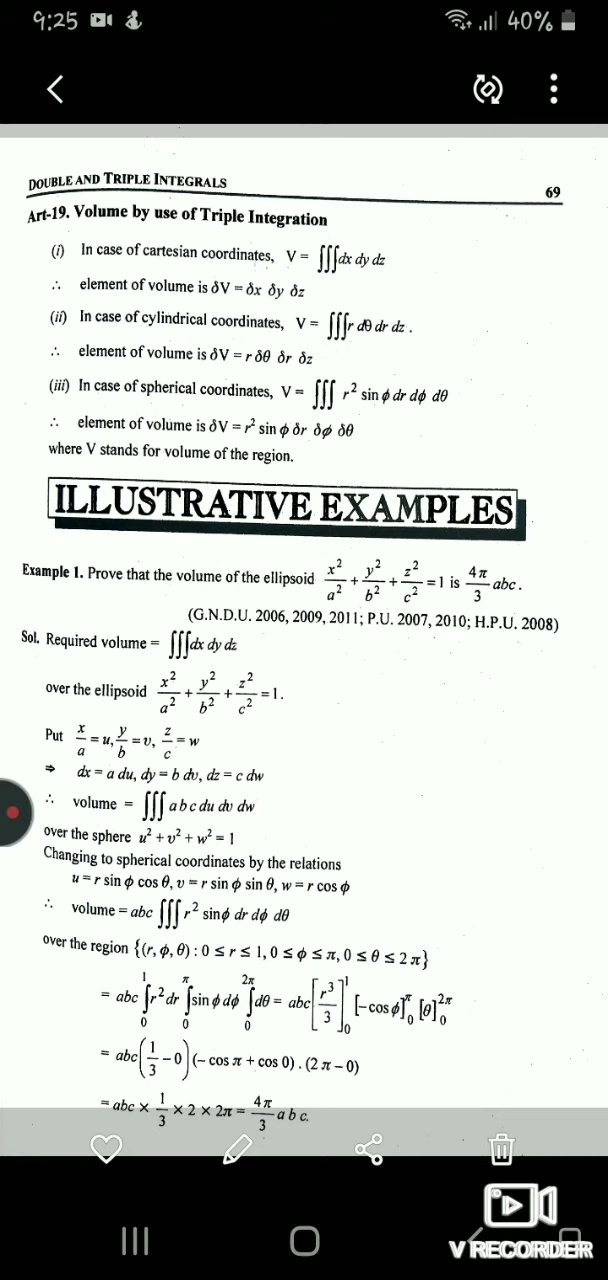 9:25 40%
DOUBLE AND TRIPLE INTEGRALS 69
Art-19. Volume by use of Triple Integration
(i) In case of cartesian coordinates, V = ∭dx dy dz
∴ element of volume is δV = δx δy δz
(ii) In case of cylindrical coordinates, V = ∭r dθ dr dz .
∴ element of volume is δV = r δθ δr δz
(iii) In case of spherical coordinates, V = ∭ r² sin ϕ dr dϕ dθ
∴ element of volume is δV = r² sin ϕ δr δϕ δθ
where V stands for volume of the region.
ILLUSTRATIVE EXAMPLES
Example 1. Prove that the volume of the ellipsoid x²/a² + y²/b² + z²/c² = 1 is 4π/3 abc.
(G.N.D.U. 2006, 2009, 2011; P.U. 2007, 2010; H.P.U. 2008)
Sol. Required volume = ∭dx dy dz
over the ellipsoid x²/a² + y²/b² + z²/c² = 1.
Put x/a = u, y/b = υ, z/c = w
⇒ dx = a du, dy = b dυ, dz = c dw
∴ volume = ∭ a b c du dυ dw
over the sphere u² + υ² + w² = 1
Changing to spherical coordinates by the relations
u = r sin ϕ cos θ, υ = r sin ϕ sin θ, w = r cos ϕ
∴ volume = abc ∭ r² sinϕ dr dϕ dθ
over the region {(r, ϕ, θ) : 0 ≤ r ≤ 1, 0 ≤ ϕ ≤ π, 0 ≤ θ ≤ 2π}
= abc ∫₀¹ r² dr ∫₀^π sin ϕ dϕ ∫₀^2π dθ = abc [r³/3]₀¹ [–cos ϕ]₀^π [θ]₀^2π
= abc (1/3 – 0) (– cos π + cos 0) . (2 π – 0)
= abc × 1/3 × 2 × 2π = 4π/3 a b c.
V RECORDER